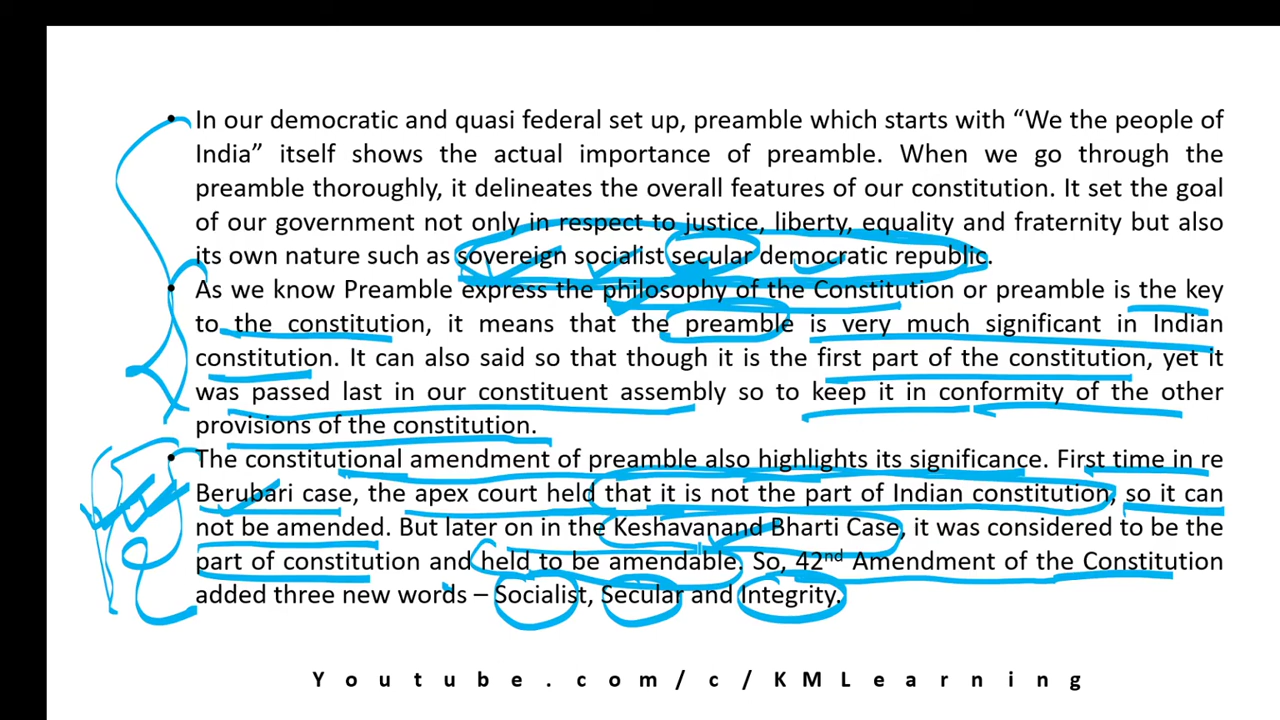 • In our democratic and quasi federal set up, preamble which starts with “We the people of
India” itself shows the actual importance of preamble. When we go through the
preamble thoroughly, it delineates the overall features of our constitution. It set the goal
of our government not only in respect to justice, liberty, equality and fraternity but also
its own nature such as sovereign socialist secular democratic republic.
• As we know Preamble express the philosophy of the Constitution or preamble is the key
to the constitution, it means that the preamble is very much significant in Indian
constitution. It can also said so that though it is the first part of the constitution, yet it
was passed last in our constituent assembly so to keep it in conformity of the other
provisions of the constitution.
• The constitutional amendment of preamble also highlights its significance. First time in re
Berubari case, the apex court held that it is not the part of Indian constitution, so it can
not be amended. But later on in the Keshavanand Bharti Case, it was considered to be the
part of constitution and held to be amendable. So, 42nd Amendment of the Constitution
added three new words – Socialist, Secular and Integrity.
Youtube.com/c/KMLearning